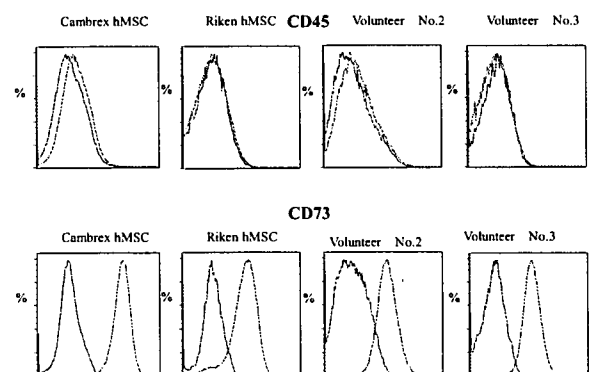 Cambrex hMSC Riken hMSC CD45 Volunteer No.2 Volunteer No.3
% % % %
CD73
Cambrex hMSC Riken hMSC Volunteer No.2 Volunteer No.3
% % % %